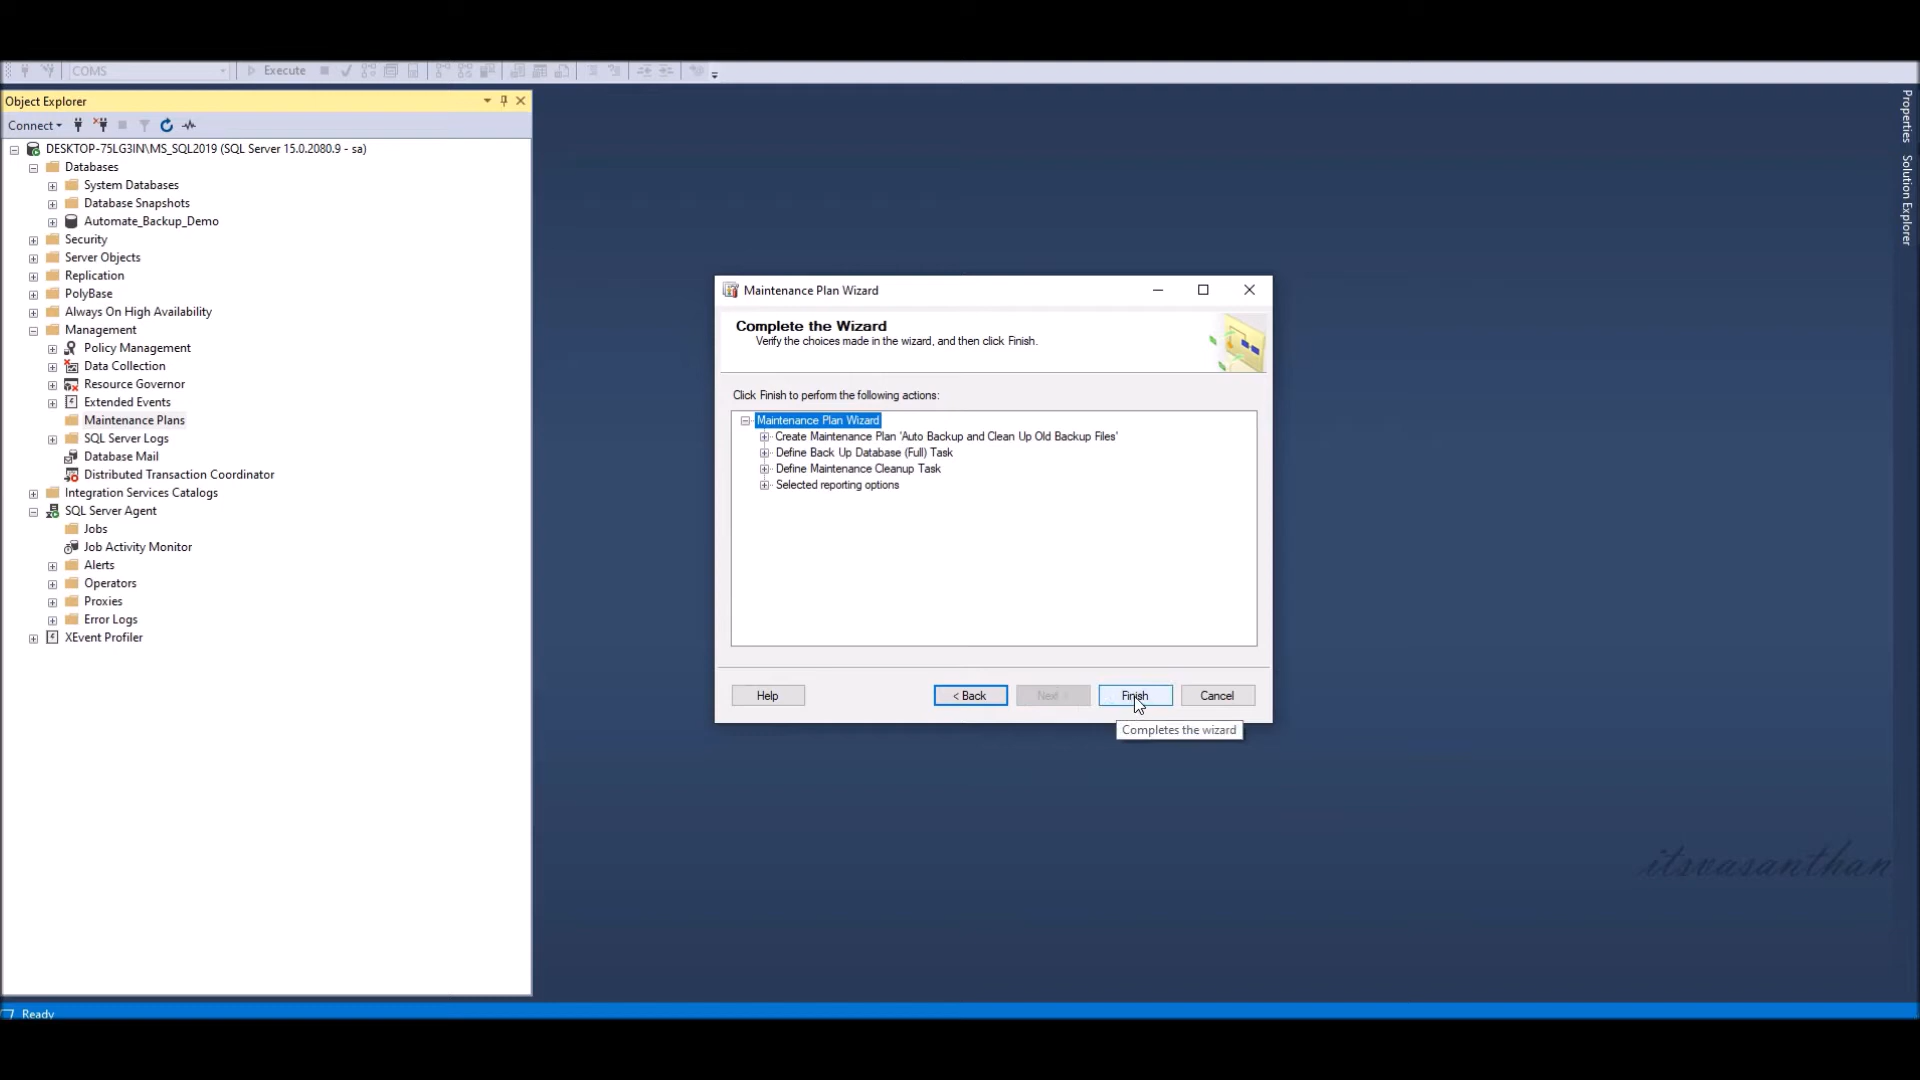 COMS
Execute
Object Explorer
Connect
DESKTOP-75LG3IN\MS_SQL2019 (SQL Server 15.0.2080.9 - sa)
Databases
System Databases
Database Snapshots
Automate_Backup_Demo
Security
Server Objects
Replication
PolyBase
Always On High Availability
Management
Policy Management
Data Collection
Resource Governor
Extended Events
Maintenance Plans
SQL Server Logs
Database Mail
Distributed Transaction Coordinator
Integration Services Catalogs
SQL Server Agent
Jobs
Job Activity Monitor
Alerts
Operators
Proxies
Error Logs
XEvent Profiler
Maintenance Plan Wizard
Complete the Wizard
Verify the choices made in the wizard, and then click Finish.
Click Finish to perform the following actions:
Maintenance Plan Wizard
Create Maintenance Plan 'Auto Backup and Clean Up Old Backup Files'
Define Back Up Database (Full) Task
Define Maintenance Cleanup Task
Selected reporting options
Help
< Back
Next >
Finish
Cancel
Completes the wizard
Properties
Solution Explorer
itsvasanthan
Ready